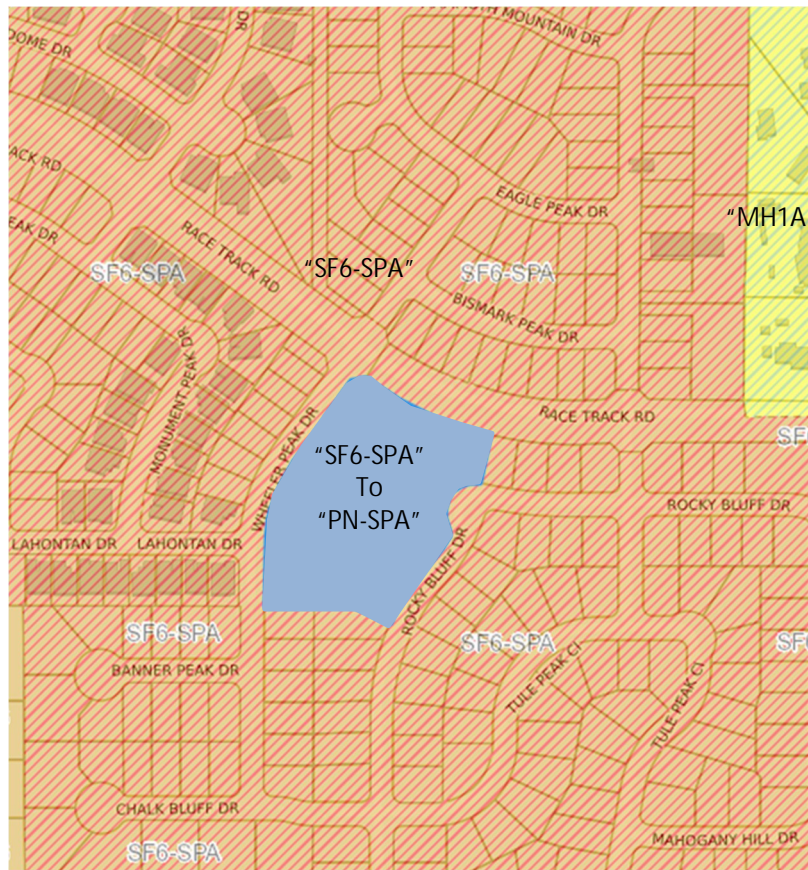 DR
MOUNTAIN DR
DOME DR
ACK RD
EAGLE PEAK DR
"MH1A
EAK DR
RACE TRACK RD
"SF6-SPA"
SF6-SPA
SF6-SPA
BISMARK PEAK DR
MONUMENT PEAK DR
WHEELER PEAK DR
RACE TRACK RD
SF
"SF6-SPA"
To
"PN-SPA"
ROCKY BLUFF DR
LAHONTAN DR
LAHONTAN DR
ROCKY BLUFF DR
SF6-SPA
SF6-SPA
SF
BANNER PEAK DR
TULE PEAK CI
TULE PEAK CI
CHALK BLUFF DR
MAHOGANY HILL DR
SF6-SPA